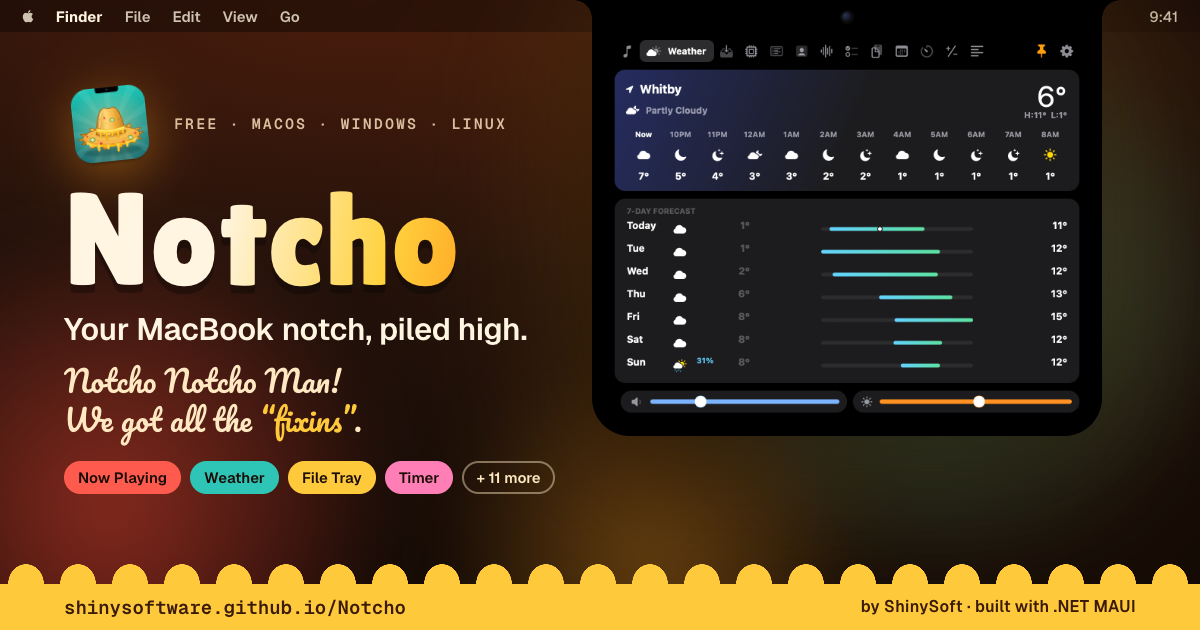 Finder File Edit View Go
9:41
FREE · MACOS · WINDOWS · LINUX
Notcho
Your MacBook notch, piled high.
Notcho Notcho Man!
We got all the “fixins”.
Now Playing Weather File Tray Timer + 11 more
Weather
Whitby
Partly Cloudy
6°
H:11° L:1°
Now 10PM 11PM 12AM 1AM 2AM 3AM 4AM 5AM 6AM 7AM 8AM
7° 5° 4° 3° 3° 2° 2° 1° 1° 1° 1° 1°
7-DAY FORECAST
Today 1° 11°
Tue 1° 12°
Wed 2° 12°
Thu 6° 13°
Fri 8° 15°
Sat 8° 12°
Sun 31% 8° 12°
shinysoftware.github.io/Notcho
by ShinySoft · built with .NET MAUI